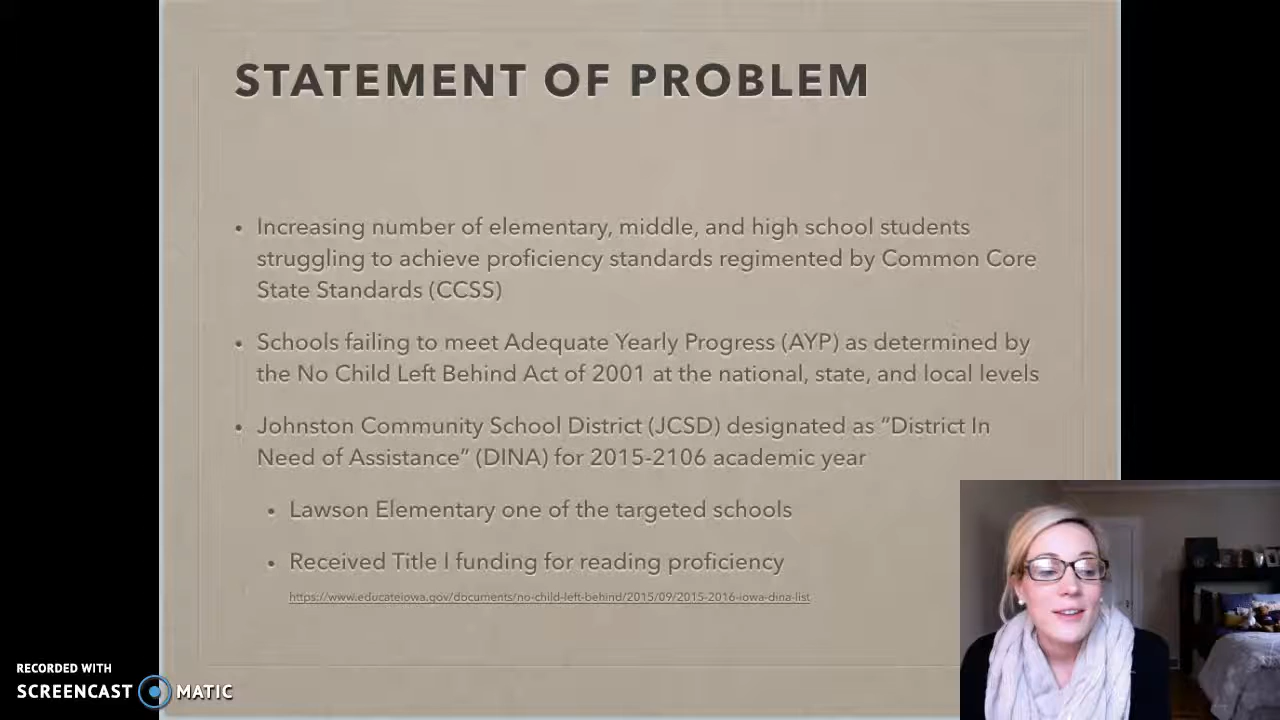 STATEMENT OF PROBLEM
• Increasing number of elementary, middle, and high school students
struggling to achieve proficiency standards regimented by Common Core
State Standards (CCSS)
• Schools failing to meet Adequate Yearly Progress (AYP) as determined by
the No Child Left Behind Act of 2001 at the national, state, and local levels
• Johnston Community School District (JCSD) designated as “District In
Need of Assistance” (DINA) for 2015-2106 academic year
• Lawson Elementary one of the targeted schools
• Received Title I funding for reading proficiency
https://www.educateiowa.gov/documents/no-child-left-behind/2015/09/2015-2016-iowa-dina-list
RECORDED WITH
SCREENCAST MATIC